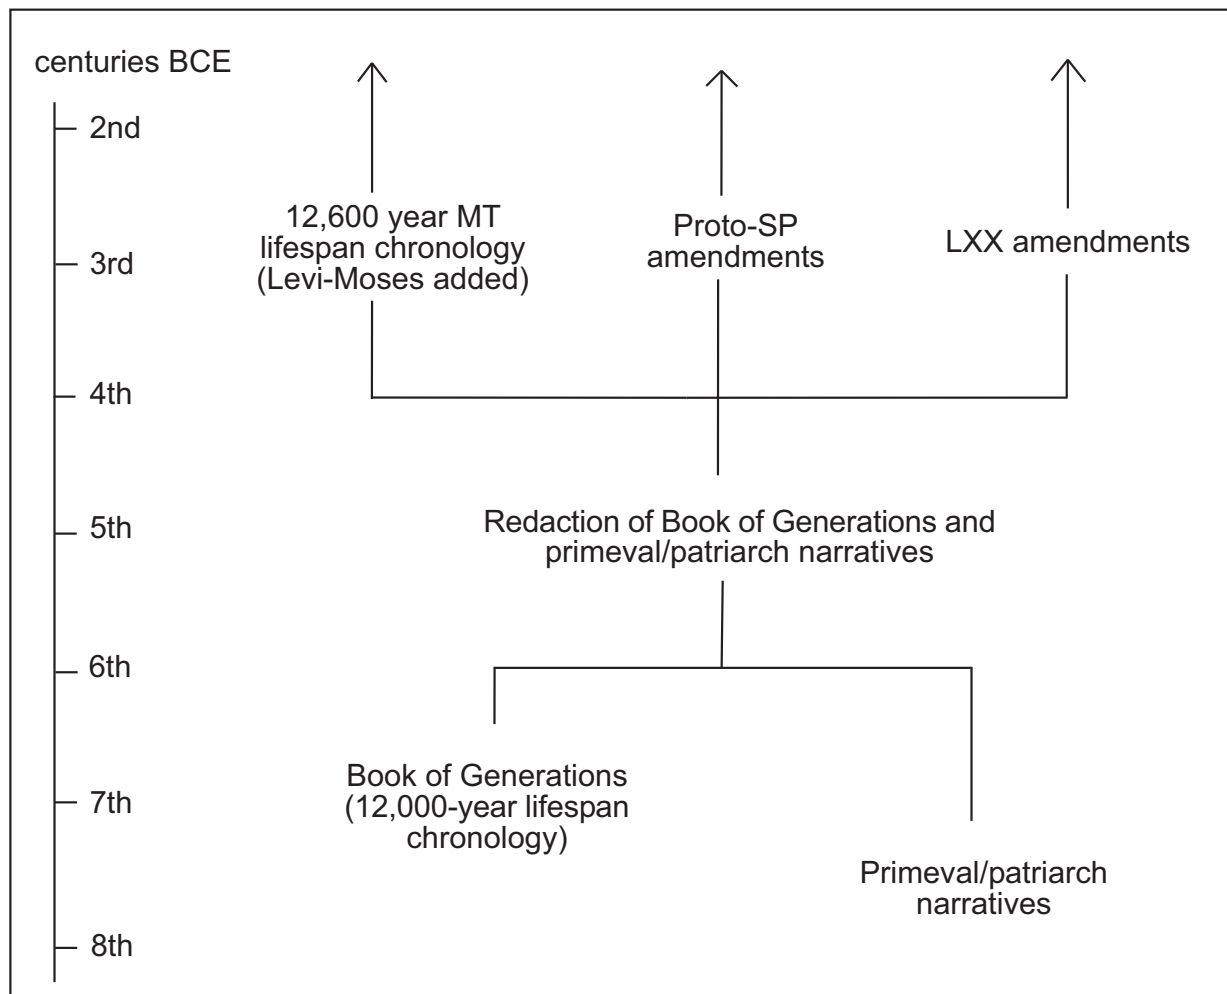 centuries BCE
2nd
3rd
4th
5th
6th
7th
8th
12,600 year MT
lifespan chronology
(Levi-Moses added)
Proto-SP
amendments
LXX amendments
Redaction of Book of Generations and
primeval/patriarch narratives
Book of Generations
(12,000-year lifespan
chronology)
Primeval/patriarch
narratives